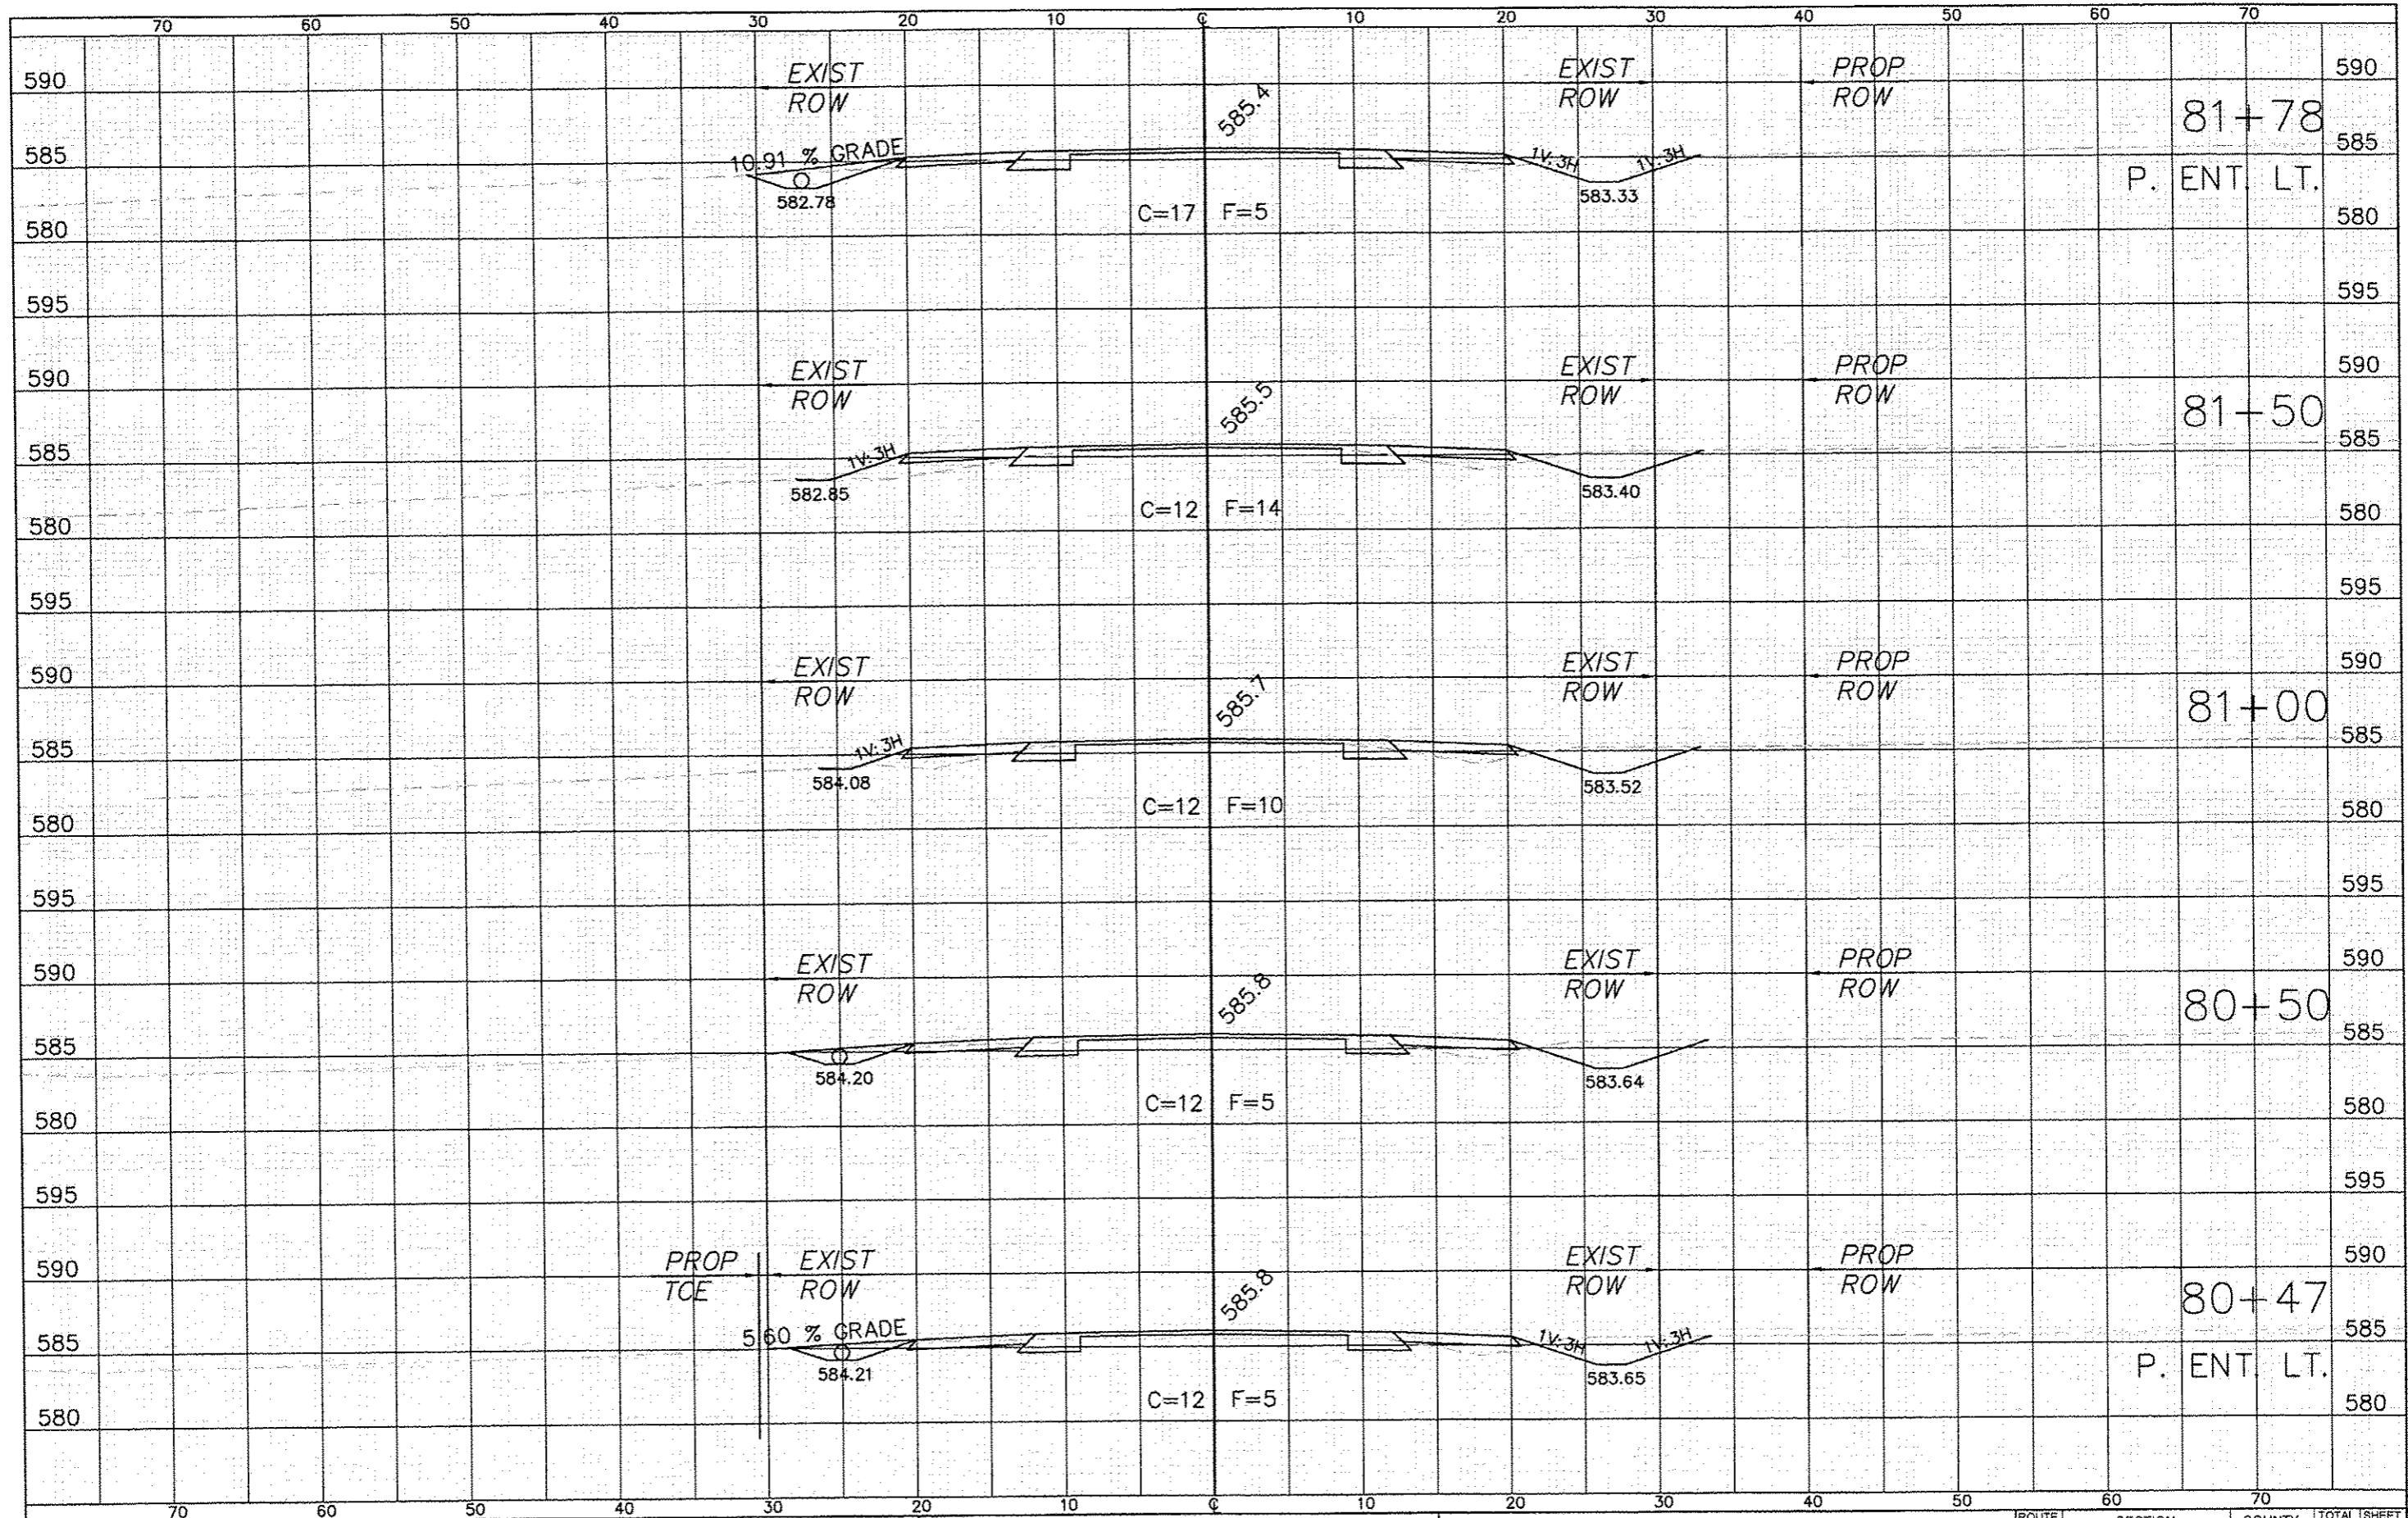 70 60 50 40 30 20 10 ℄ 10 20 30 40 50 60 70
EXIST EXIST PROP
590 ROW ROW ROW 590
585.4 81+78
10.91 % GRADE 1V:3H 1V:3H
585 585
582.78 583.33 P. ENT. LT.
C=17 F=5
580 580
595 595
EXIST EXIST PROP
590 ROW ROW ROW 590
585.5 81+50
1V:3H
585 585
582.85 583.40
C=12 F=14
580 580
595 595
EXIST EXIST PROP
590 ROW ROW ROW 590
585.7 81+00
1V:3H
585 585
584.08 583.52
C=12 F=10
580 580
595 595
EXIST EXIST PROP
590 ROW ROW ROW 590
585.8 80+50
585 585
584.20 583.64
C=12 F=5
580 580
595 595
PROP EXIST EXIST PROP
590 TCE ROW ROW ROW 590
585.8 80+47
5.60 % GRADE 1V:3H 1V:3H
585 585
584.21 583.65 P. ENT. LT.
C=12 F=5
580 580
70 60 50 40 30 20 10 ℄ 10 20 30 40 50 60 70
ROUTE SECTION COUNTY TOTAL SHEET